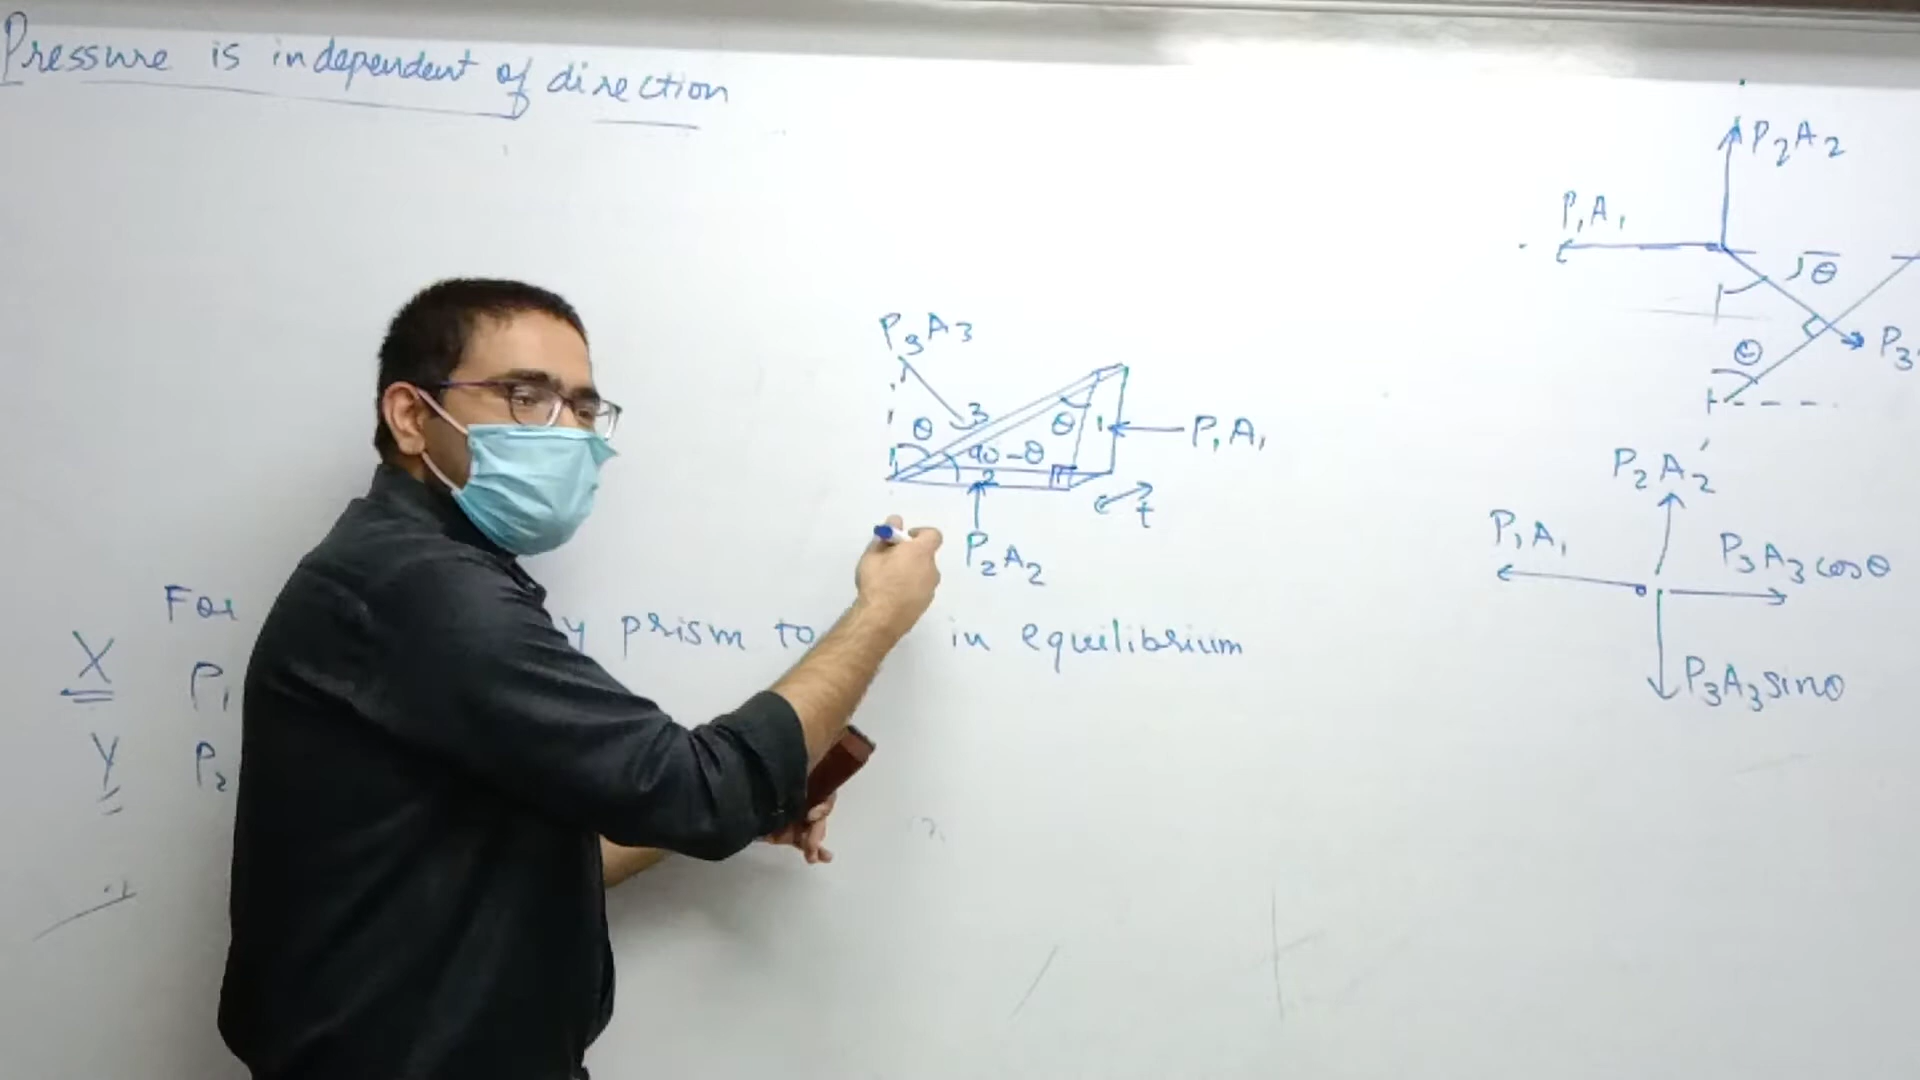 Pressure is independent of direction
P₂A₂
P₁A₁
θ
θ
P₃
P₃A₃
3
θ
θ
1
90-θ
2
P₁A₁
t
P₂A₂
P₂A₂
P₁A₁
P₃A₃cosθ
P₃A₃sinθ
For prism to in equilibrium
X P₁
Y P₂